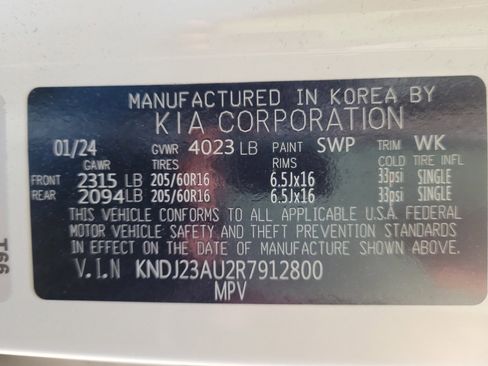 MANUFACTURED IN KOREA BY
KIA CORPORATION
01/24 GVWR 4023 LB PAINT SWP TRIM WK
GAWR TIRES RIMS COLD TIRE INFL
FRONT 2315 LB 205/60R16 6.5Jx16 33psi SINGLE
REAR 2094 LB 205/60R16 6.5Jx16 33psi SINGLE
THIS VEHICLE CONFORMS TO ALL APPLICABLE U.S.A. FEDERAL
MOTOR VEHICLE SAFETY AND THEFT PREVENTION STANDARDS
IN EFFECT ON THE DATE OF MANUFACTURE SHOWN ABOVE.
V.I.N KNDJ23AU2R7912800
MPV
991